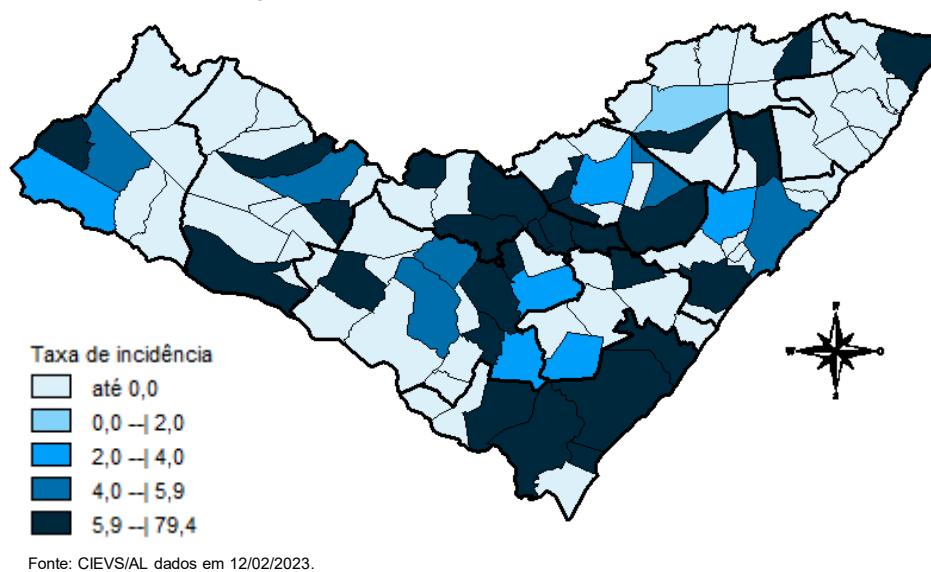 N
W
O
S
Taxa de incidência
até 0,0
0,0 --| 2,0
2,0 --| 4,0
4,0 --| 5,9
5,9 --| 79,4
Fonte: CIEVS/AL dados em 12/02/2023.